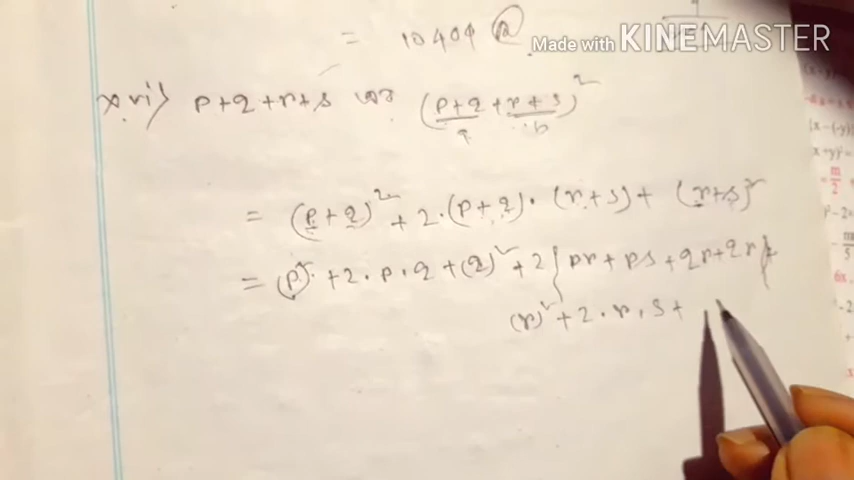 = 10404
Made with KINEMASTER
xvi) p+q+r+s এর (p+q+r+s)²
a b
= (p+q)² + 2.(p+q).(r+s) + (r+s)²
= (p)² + 2.p.q + (q)² + 2{pr+ps+qr+qr}+
(r)² + 2.r.s +